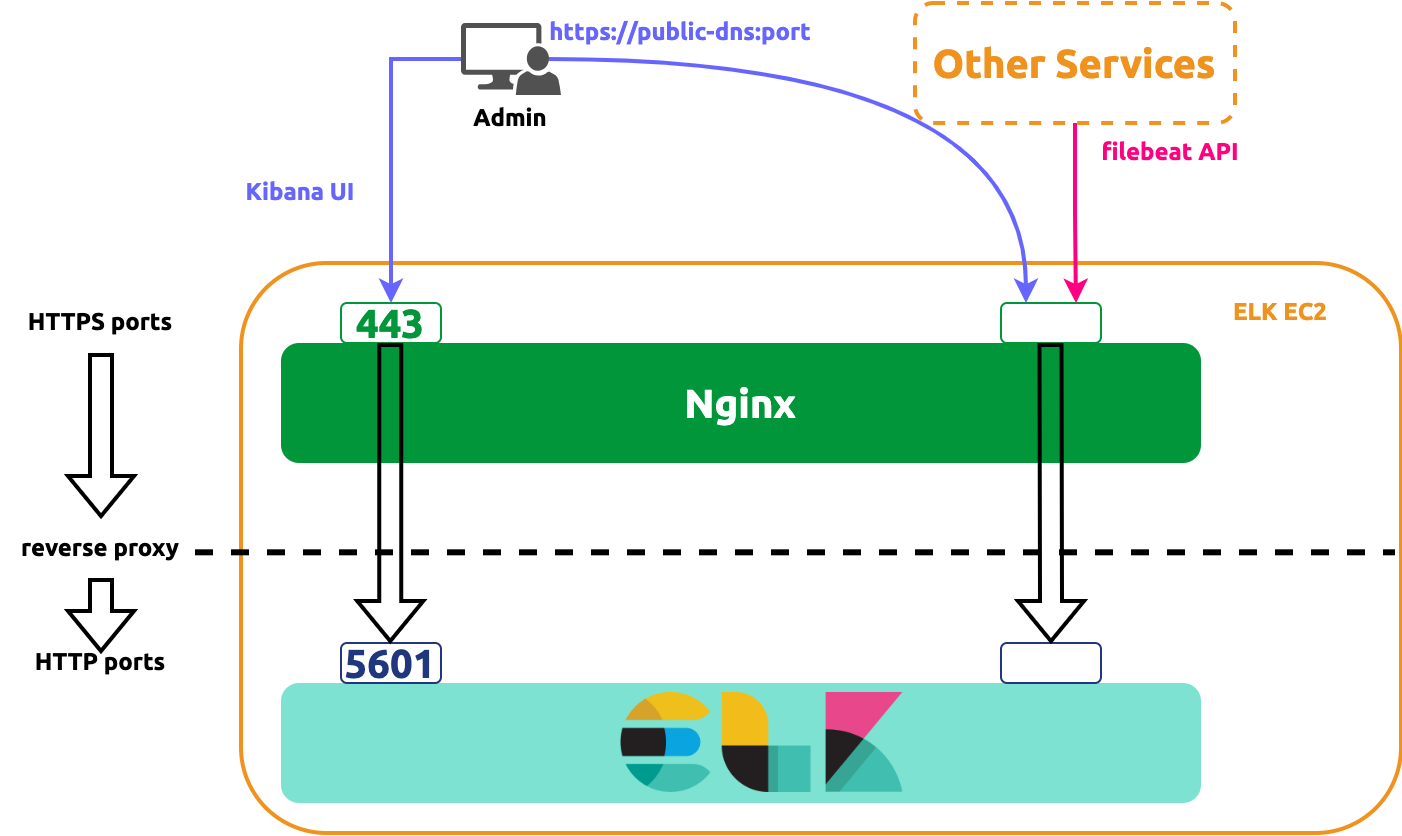 https://public-dns:port
Other Services
Admin
filebeat API
Kibana UI
ELK EC2
HTTPS ports
443
Nginx
reverse proxy
HTTP ports
5601
ELK